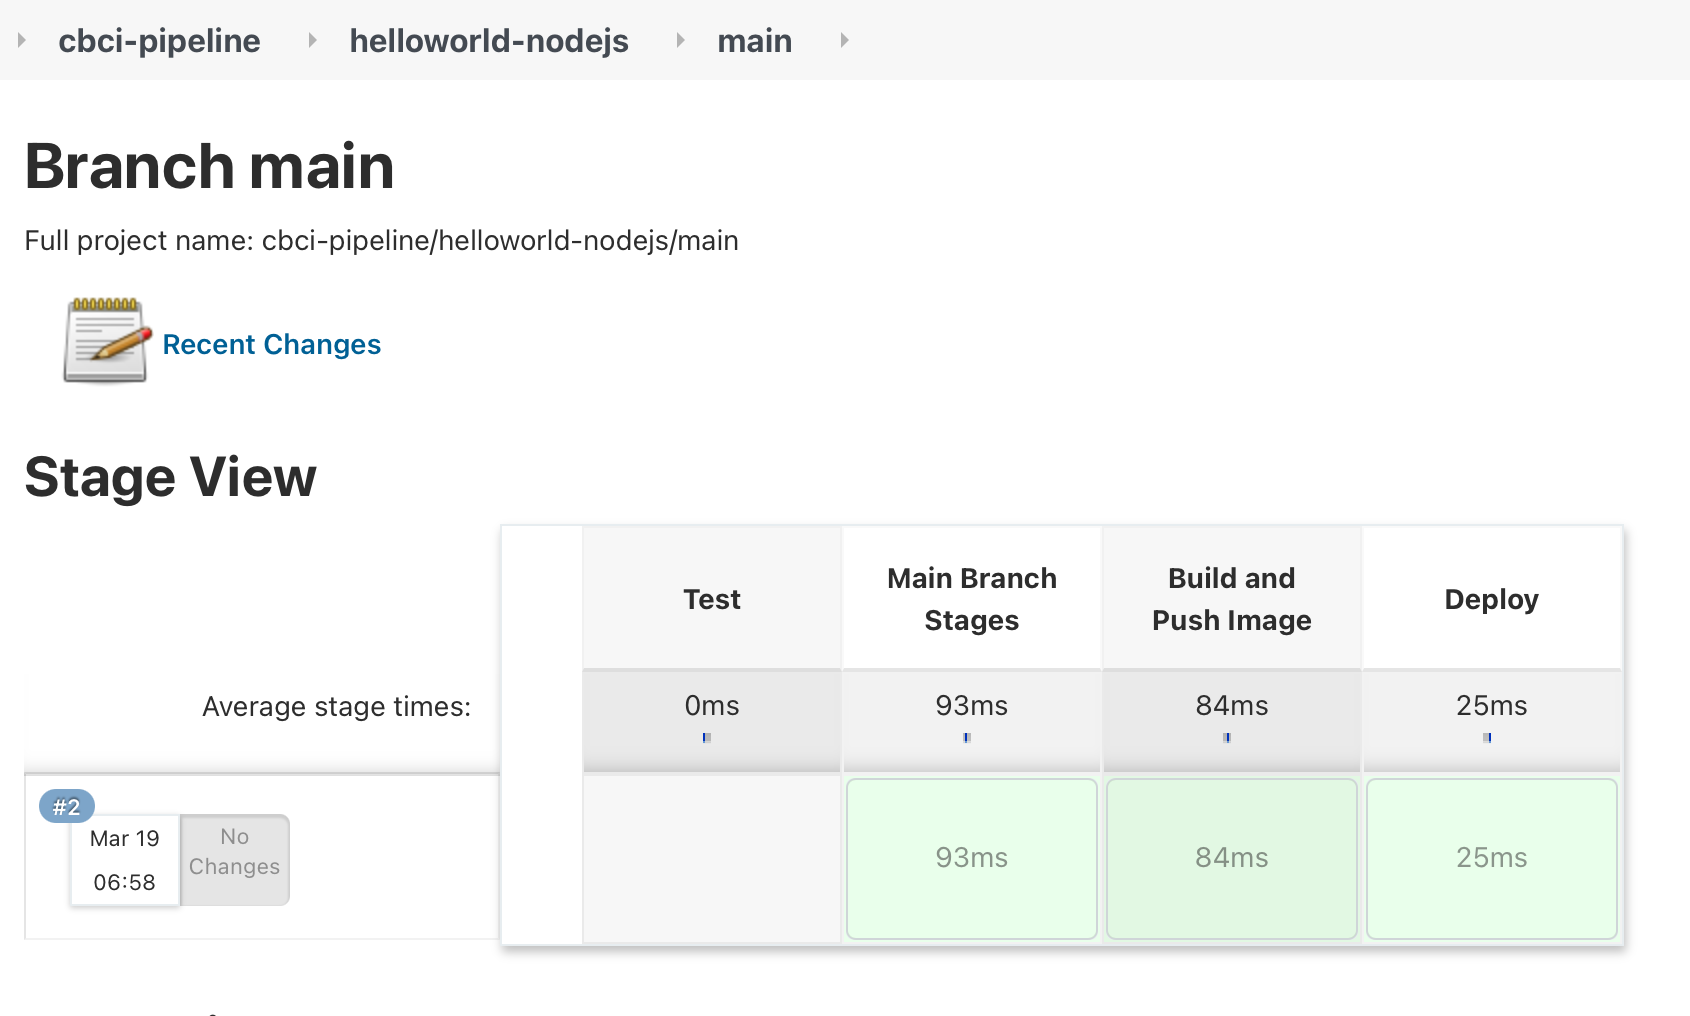 cbci-pipeline helloworld-nodejs main
Branch main
Full project name: cbci-pipeline/helloworld-nodejs/main
Recent Changes
Stage View
Test
Main Branch
Stages
Build and
Push Image
Deploy
Average stage times:
0ms
93ms
84ms
25ms
#2
Mar 19
06:58
No
Changes
93ms
84ms
25ms